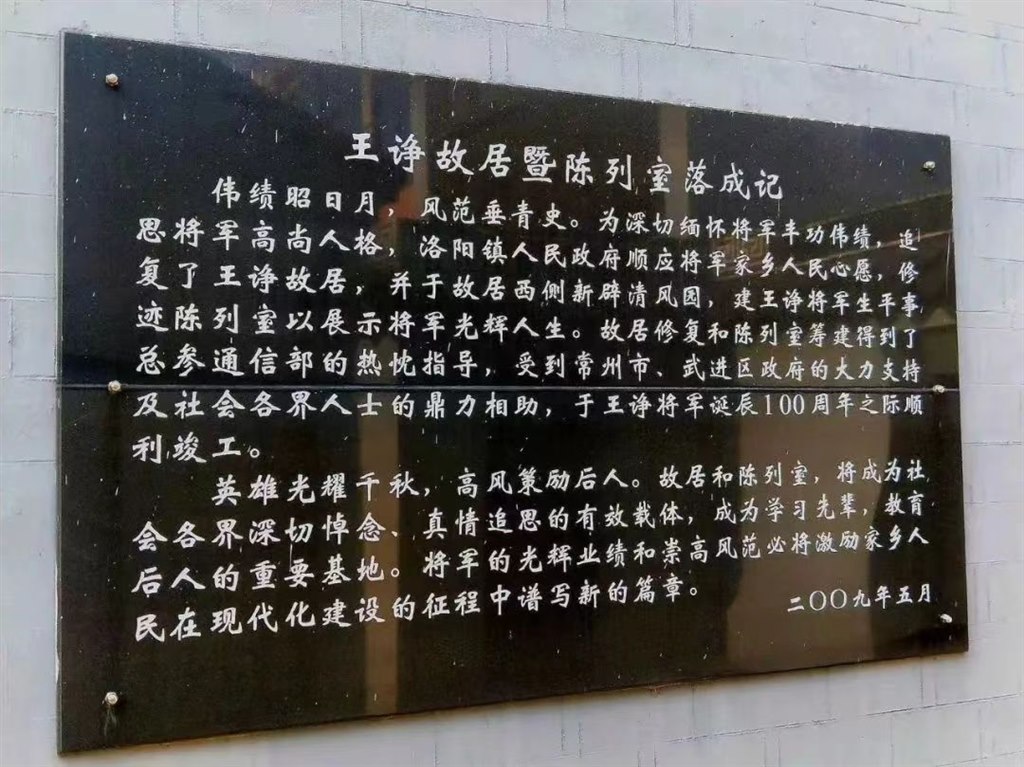 王诤故居暨陈列室落成记
伟绩昭日月，风范垂青史。为深切缅怀将军丰功伟绩，追
思将军高尚人格，洛阳镇人民政府顺应将军家乡人民心愿，修
复了王诤故居，并于故居西侧新辟清风园，建王诤将军生平事
迹陈列室以展示将军光辉人生。故居修复和陈列室筹建得到了
总参通信部的热忱指导，受到常州市、武进区政府的大力支持
及社会各界人士的鼎力相助，于王诤将军诞辰100周年之际顺
利竣工。
英雄光耀千秋，高风策励后人。故居和陈列室，将成为社
会各界深切悼念、真情追思的有效载体，成为学习先辈，教育
后人的重要基地。将军的光辉业绩和崇高风范必将激励家乡人
民在现代化建设的征程中谱写新的篇章。
二〇〇九年五月